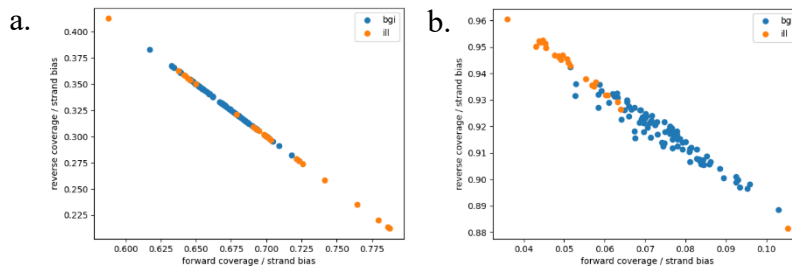 a.
reverse coverage / strand bias
0.400
0.375
0.350
0.325
0.300
0.275
0.250
0.225
0.600 0.625 0.650 0.675 0.700 0.725 0.750 0.775
forward coverage / strand bias
bgi
ill
b.
reverse coverage / strand bias
0.96
0.95
0.94
0.93
0.92
0.91
0.90
0.89
0.88
0.04 0.05 0.06 0.07 0.08 0.09 0.10
forward coverage / strand bias
bgi
ill